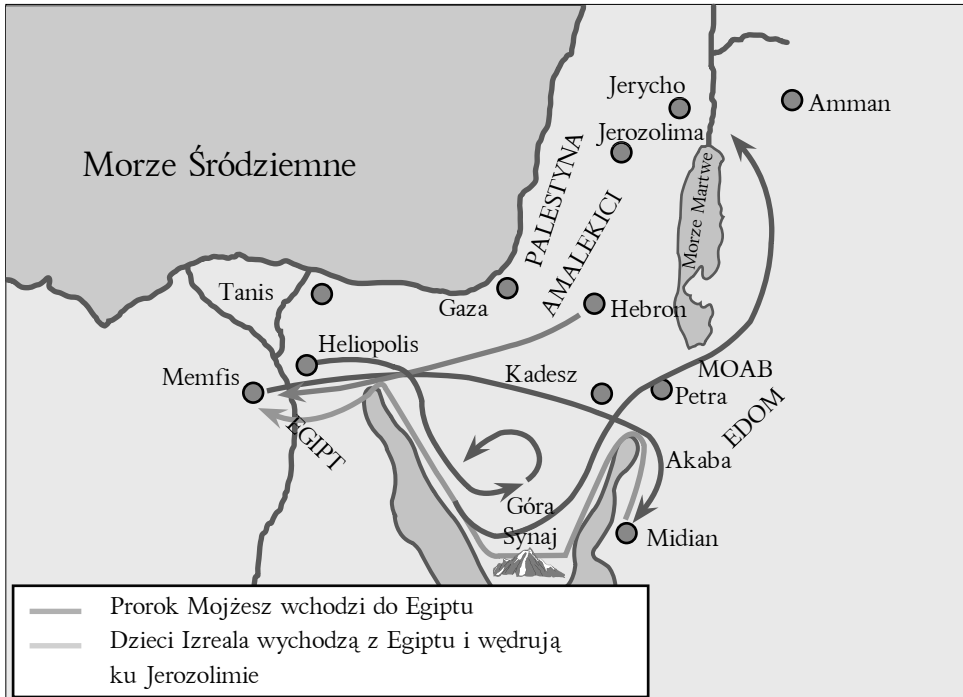 Jerycho
Amman
Jerozolima
Morze Śródziemne
PALESTYNA
AMALEKICI
Morze Martwe
Tanis
Gaza
Hebron
Heliopolis
Memfis
Kadesz
MOAB
Petra
EDOM
EGIPT
Akaba
Góra
Synaj
Midian
Prorok Mojżesz wchodzi do Egiptu
Dzieci Izreala wychodzą z Egiptu i wędrują
ku Jerozolimie